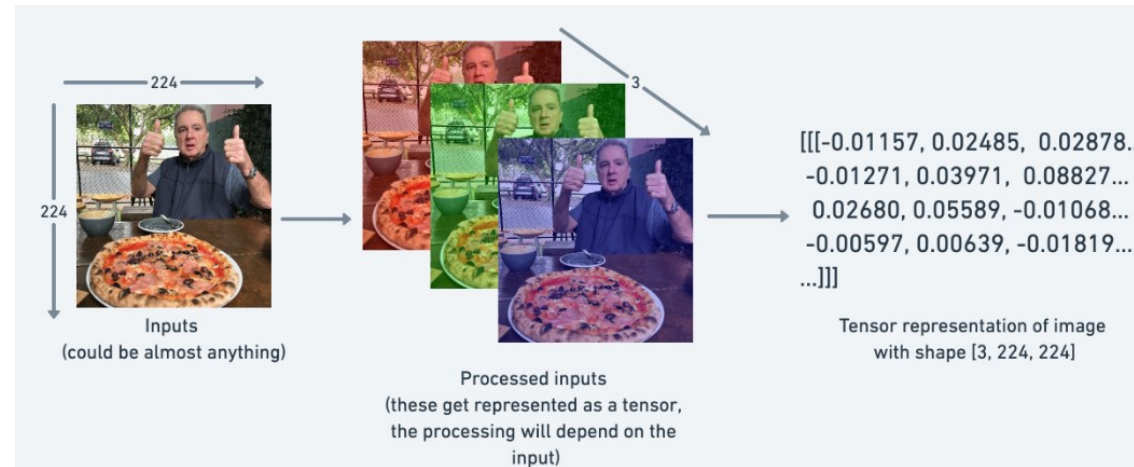 224
224
Inputs
(could be almost anything)
3
Processed inputs
(these get represented as a tensor,
the processing will depend on the
input)
[[[-0.01157, 0.02485, 0.02878..
-0.01271, 0.03971, 0.08827...
0.02680, 0.05589, -0.01068...
-0.00597, 0.00639, -0.01819...
...]]]
Tensor representation of image
with shape [3, 224, 224]